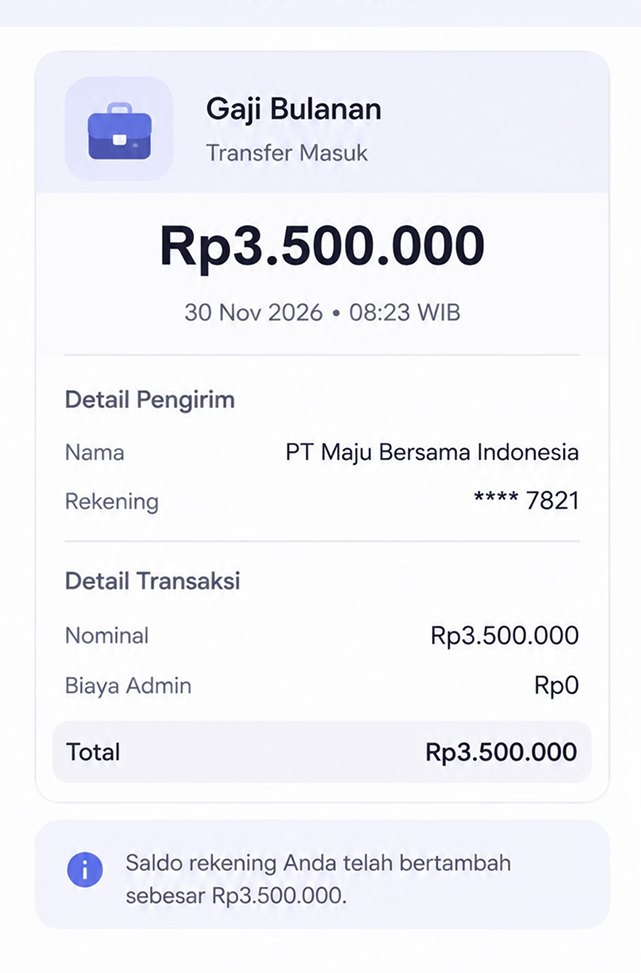 Gaji Bulanan
Transfer Masuk
Rp3.500.000
30 Nov 2026 • 08:23 WIB
Detail Pengirim
Nama PT Maju Bersama Indonesia
Rekening **** 7821
Detail Transaksi
Nominal Rp3.500.000
Biaya Admin Rp0
Total Rp3.500.000
Saldo rekening Anda telah bertambah
sebesar Rp3.500.000.